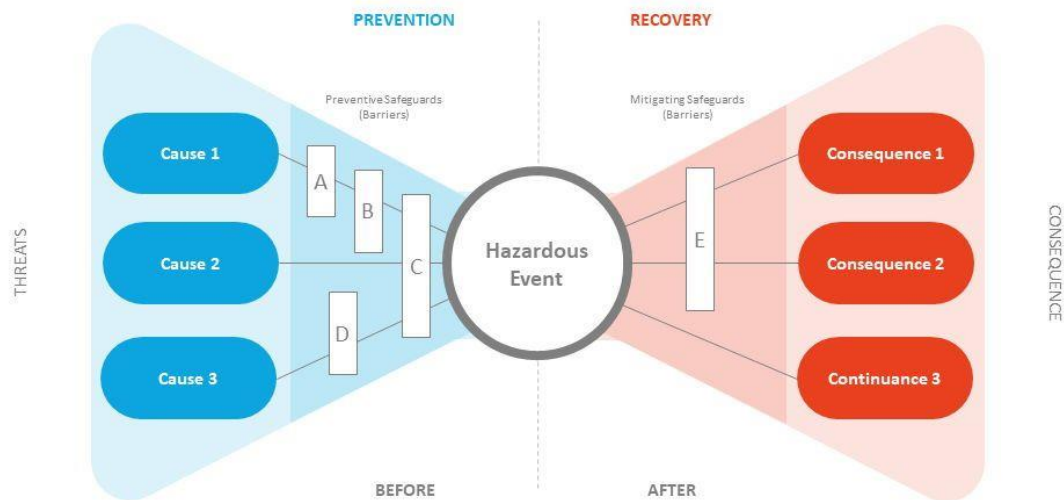 PREVENTION
RECOVERY
Preventive Safeguards
(Barriers)
Mitigating Safeguards
(Barriers)
THREATS
Cause 1
Cause 2
Cause 3
A
B
C
D
Hazardous
Event
E
Consequence 1
Consequence 2
Continuance 3
CONSEQUENCE
BEFORE
AFTER